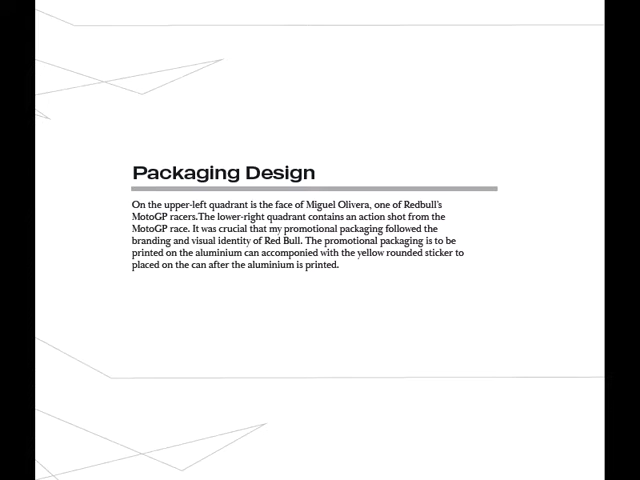 Packaging Design
On the upper-left quadrant is the face of Miguel Olivera, one of Redbull's
MotoGP racers.The lower-right quadrant contains an action shot from the
MotoGP race. It was crucial that my promotional packaging followed the
branding and visual identity of Red Bull. The promotional packaging is to be
printed on the aluminium can accomponied with the yellow rounded sticker to
placed on the can after the aluminium is printed.